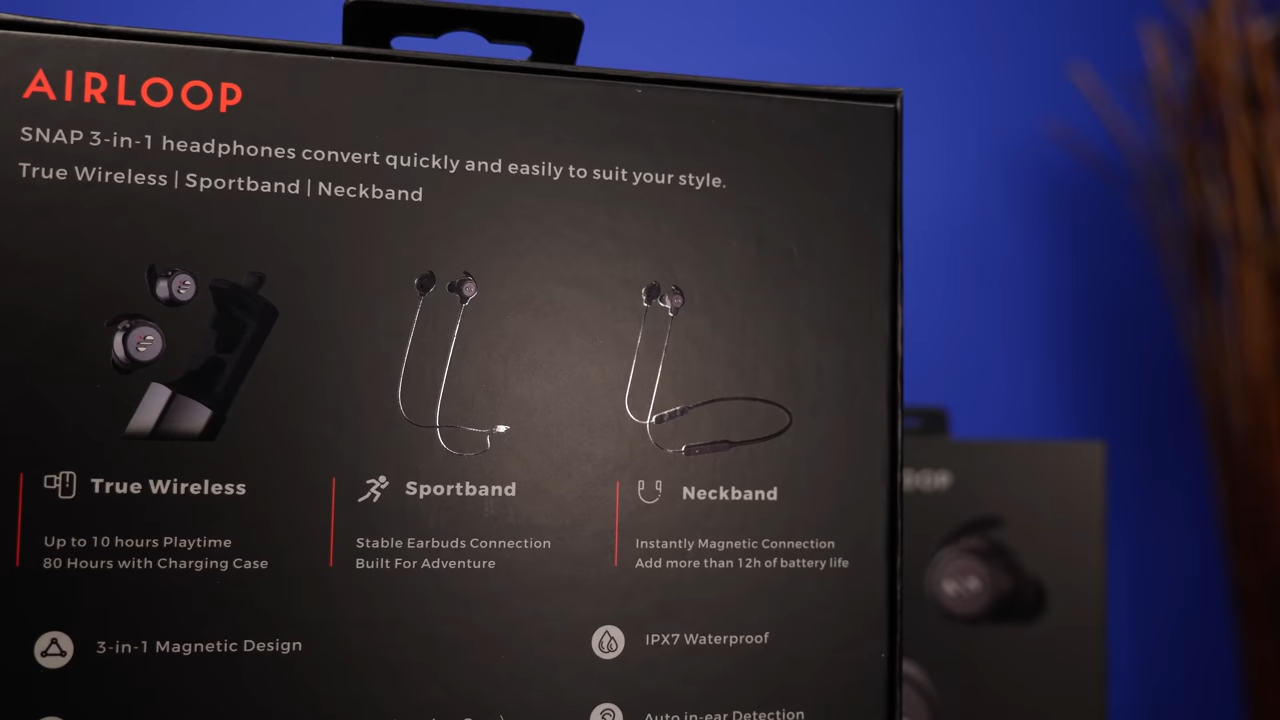 AIRLOOP
SNAP 3-in-1 headphones convert quickly and easily to suit your style.
True Wireless | Sportband | Neckband
True Wireless
Up to 10 hours Playtime
80 Hours with Charging Case
Sportband
Stable Earbuds Connection
Built For Adventure
Neckband
Instantly Magnetic Connection
Add more than 12h of battery life
3-in-1 Magnetic Design
IPX7 Waterproof
Auto in-ear Detection